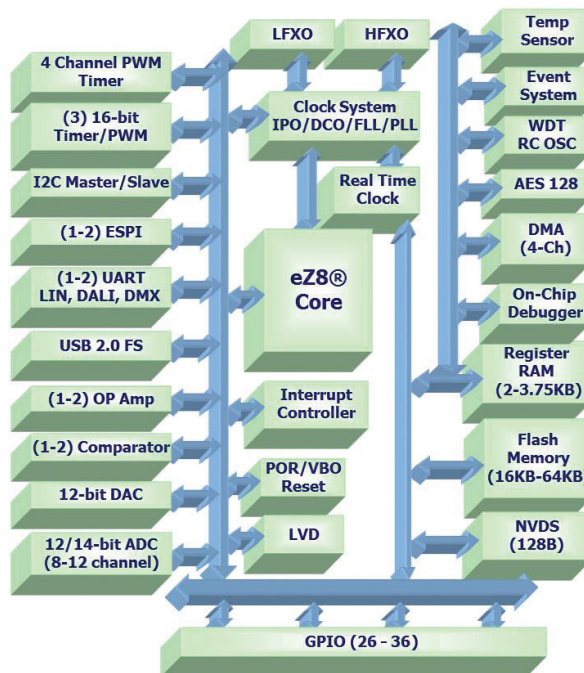 LFXO
HFXO
4 Channel PWM
Timer
(3) 16-bit
Timer/PWM
I2C Master/Slave
(1-2) ESPI
(1-2) UART
LIN, DALI, DMX
USB 2.0 FS
(1-2) OP Amp
(1-2) Comparator
12-bit DAC
12/14-bit ADC
(8-12 channel)
Clock System
IPO/DCO/FLL/PLL
Real Time
Clock
eZ8®
Core
Interrupt
Controller
POR/VBO
Reset
LVD
Temp
Sensor
Event
System
WDT
RC OSC
AES 128
DMA
(4-Ch)
On-Chip
Debugger
Register
RAM
(2-3.75KB)
Flash
Memory
(16KB-64KB)
NVDS
(128B)
GPIO (26 - 36)